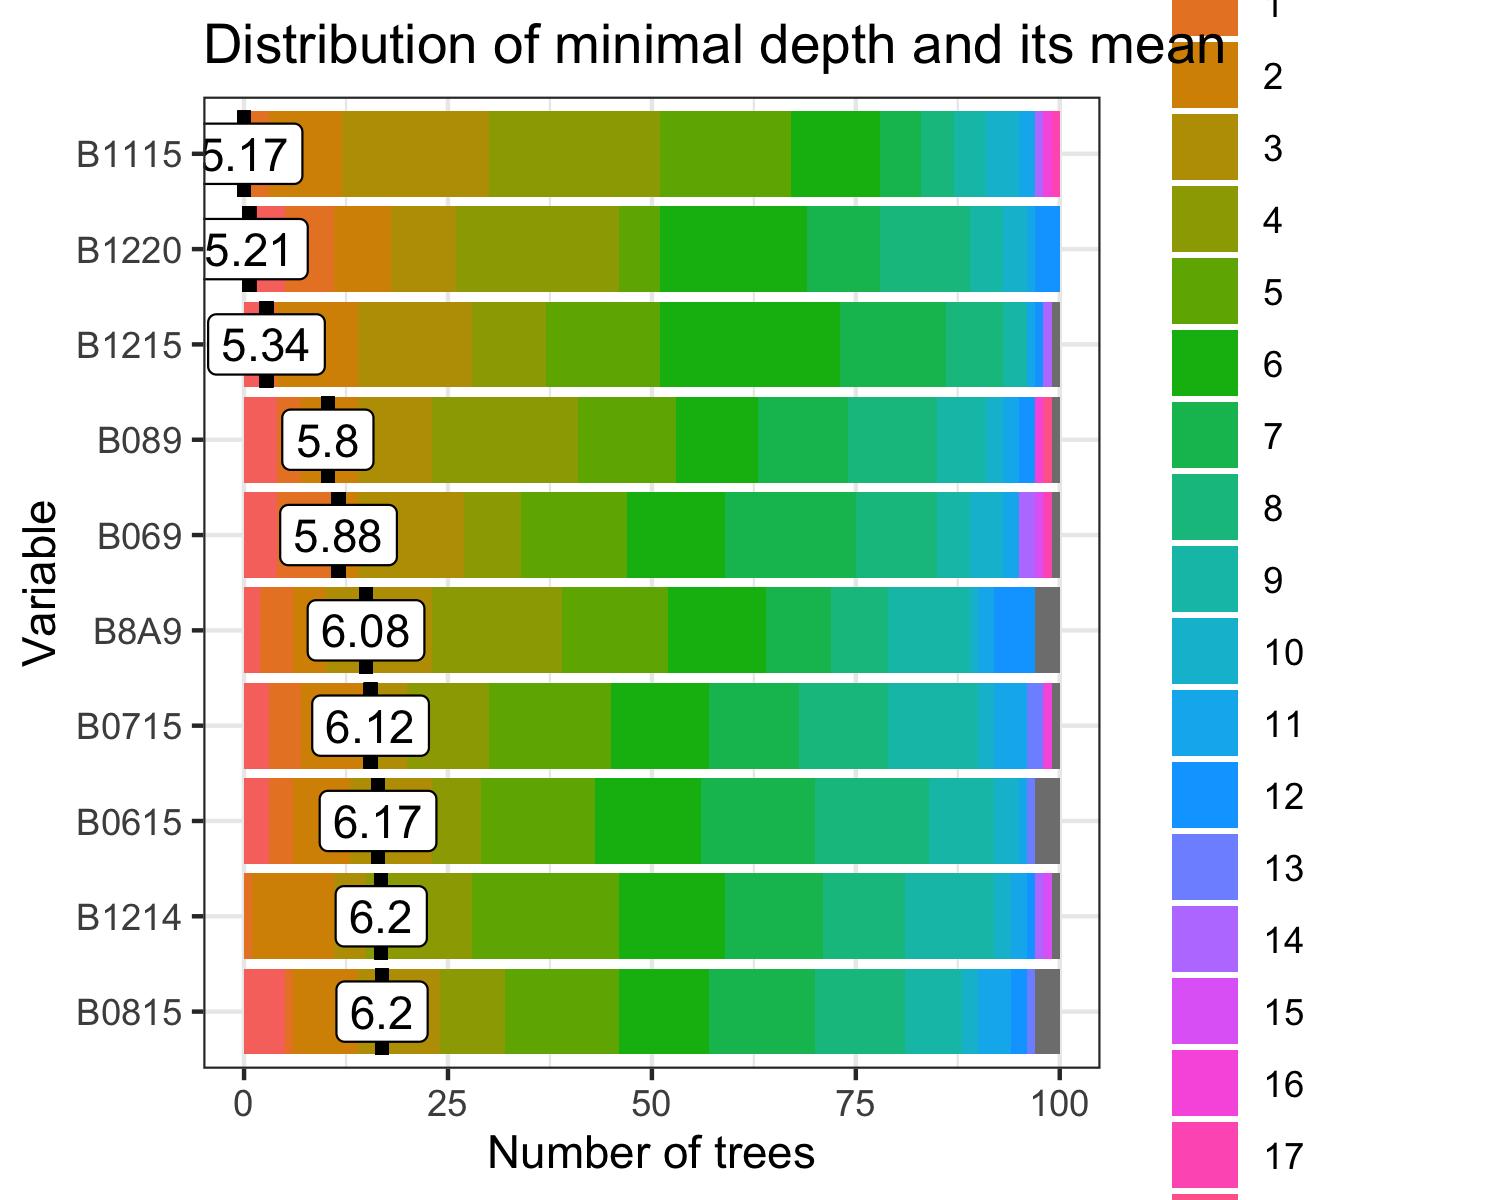 Distribution of minimal depth and its mean
Variable
B1115
B1220
B1215
B089
B069
B8A9
B0715
B0615
B1214
B0815
5.17
5.21
5.34
5.8
5.88
6.08
6.12
6.17
6.2
6.2
0
25
50
75
100
Number of trees
1
2
3
4
5
6
7
8
9
10
11
12
13
14
15
16
17